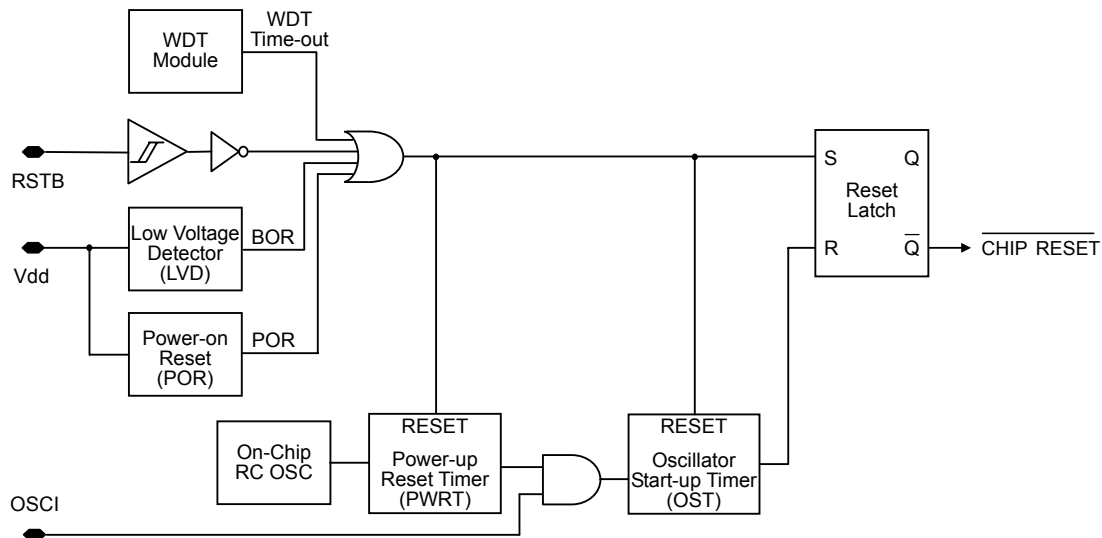 WDT
Module
WDT
Time-out
RSTB
Low Voltage
Detector
(LVD)
BOR
Vdd
Power-on
Reset
(POR)
POR
S
Q
Reset
Latch
R
Q̅
CHIP RESET
On-Chip
RC OSC
RESET
Power-up
Reset Timer
(PWRT)
RESET
Oscillator
Start-up Timer
(OST)
OSCI